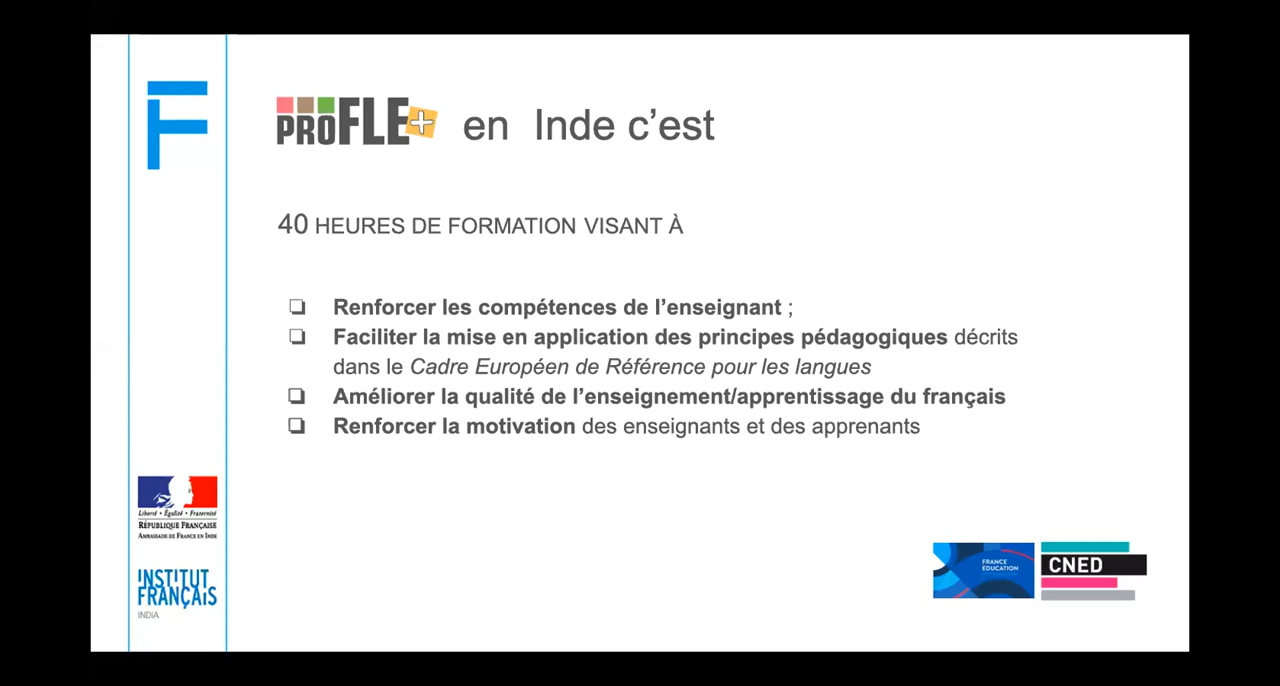 PROFLE+ en Inde c'est
40 HEURES DE FORMATION VISANT À
❏ Renforcer les compétences de l'enseignant ;
❏ Faciliter la mise en application des principes pédagogiques décrits
dans le Cadre Européen de Référence pour les langues
❏ Améliorer la qualité de l'enseignement/apprentissage du français
❏ Renforcer la motivation des enseignants et des apprenants
Liberté • Égalité • Fraternité
RÉPUBLIQUE FRANÇAISE
AMBASSADE DE FRANCE EN INDE
INSTITUT
FRANÇAIS
INDIA
FRANCE
EDUCATION
CNED